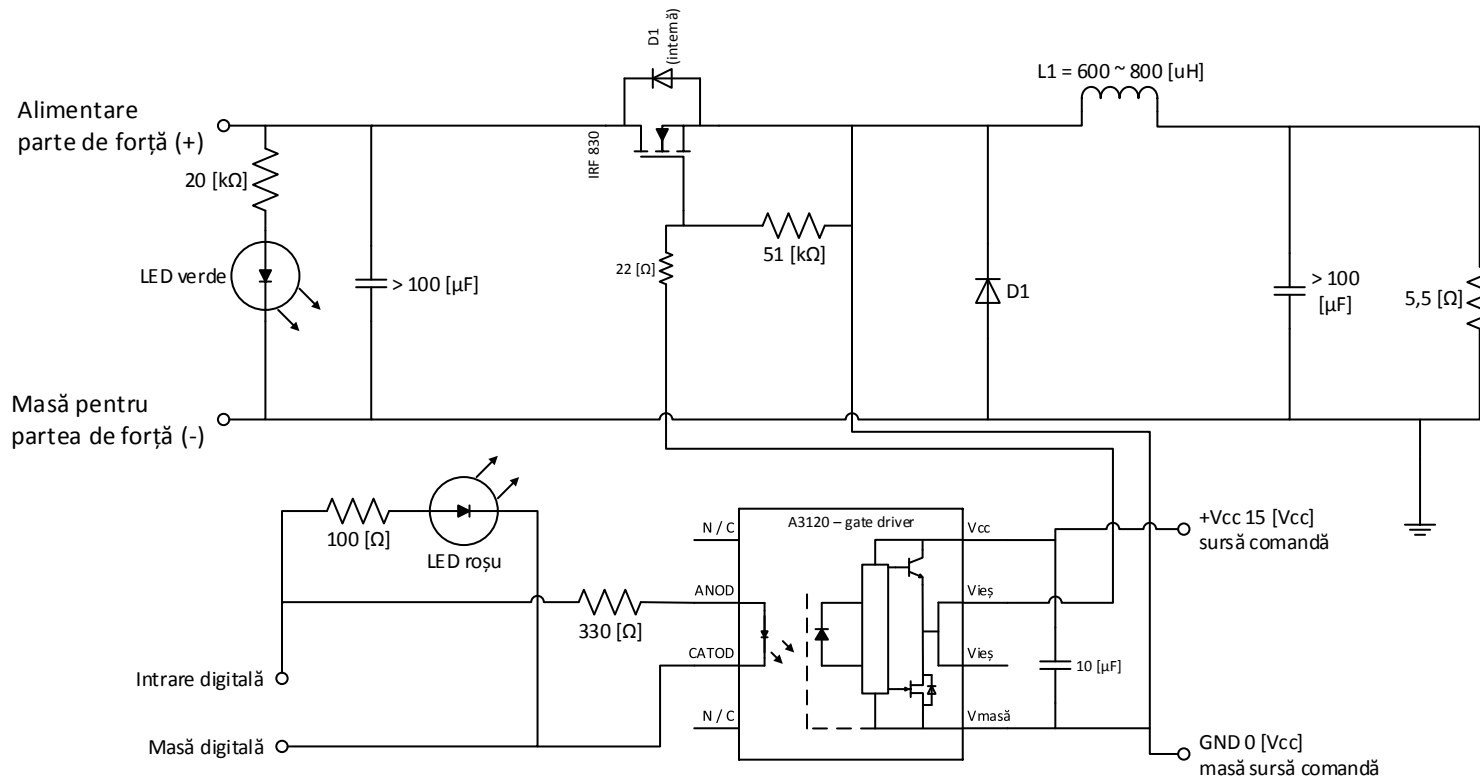 D1
(internă)
L1 = 600 ~ 800 [uH]
Alimentare
parte de forță (+)
IRF 830
20 [kΩ]
51 [kΩ]
22 [Ω]
LED verde
> 100 [µF]
D1
> 100
[µF]
5,5 [Ω]
Masă pentru
partea de forță (-)
100 [Ω]
LED roșu
N / C
A3120 – gate driver
Vcc
+Vcc 15 [Vcc]
sursă comandă
ANOD
Vieș
330 [Ω]
CATOD
Vieș
10 [µF]
Intrare digitală
N / C
Vmasă
Masă digitală
GND 0 [Vcc]
masă sursă comandă